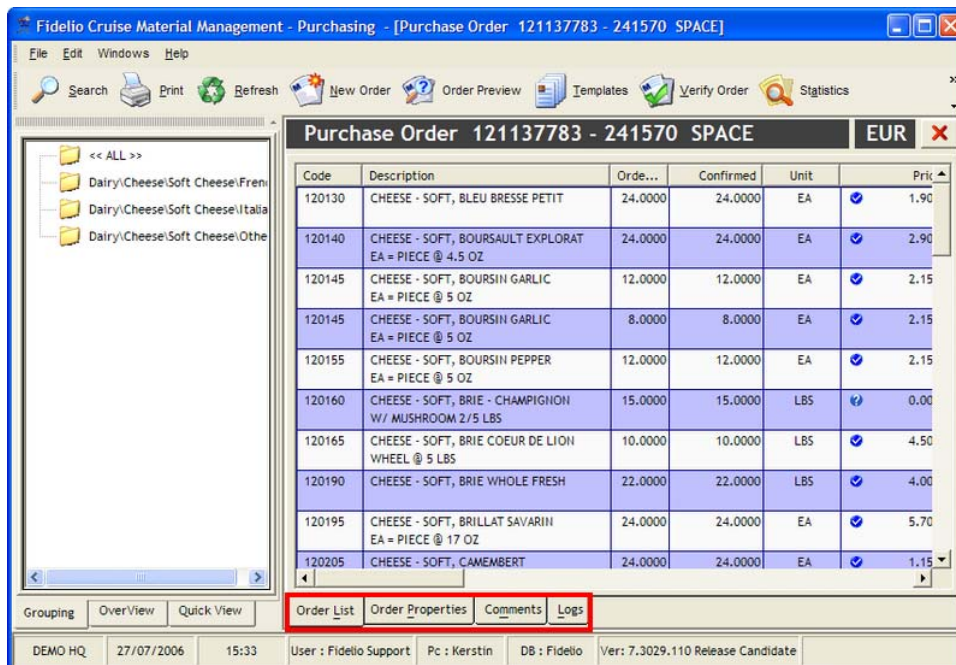 Fidelio Cruise Material Management - Purchasing - [Purchase Order 121137783 - 241570 SPACE]
File Edit Windows Help
Search Print Refresh New Order Order Preview Templates Verify Order Statistics
Purchase Order 121137783 - 241570 SPACE EUR
<< ALL >>
Dairy\Cheese\Soft Cheese\Fren
Dairy\Cheese\Soft Cheese\Italia
Dairy\Cheese\Soft Cheese\Othe
Code Description Orde... Confirmed Unit Pric
120130 CHEESE - SOFT, BLEU BRESSE PETIT 24.0000 24.0000 EA 1.90
120140 CHEESE - SOFT, BOURSAULT EXPLORAT 24.0000 24.0000 EA 2.90
EA = PIECE @ 4.5 OZ
120145 CHEESE - SOFT, BOURSIN GARLIC 12.0000 12.0000 EA 2.15
EA = PIECE @ 5 OZ
120145 CHEESE - SOFT, BOURSIN GARLIC 8.0000 8.0000 EA 2.15
EA = PIECE @ 5 OZ
120155 CHEESE - SOFT, BOURSIN PEPPER 12.0000 12.0000 EA 2.15
EA = PIECE @ 5 OZ
120160 CHEESE - SOFT, BRIE - CHAMPIGNON 15.0000 15.0000 LBS 0.00
W/ MUSHROOM 2/5 LBS
120165 CHEESE - SOFT, BRIE COEUR DE LION 10.0000 10.0000 LBS 4.50
WHEEL @ 5 LBS
120190 CHEESE - SOFT, BRIE WHOLE FRESH 22.0000 22.0000 LBS 4.00
120195 CHEESE - SOFT, BRILLAT SAVARIN 24.0000 24.0000 EA 5.70
EA = PIECE @ 17 OZ
120205 CHEESE - SOFT, CAMEMBERT 24.0000 24.0000 EA 1.15
Grouping OverView Quick View Order List Order Properties Comments Logs
DEMO HQ 27/07/2006 15:33 User : Fidelio Support Pc : Kerstin DB : Fidelio Ver: 7.3029.110 Release Candidate